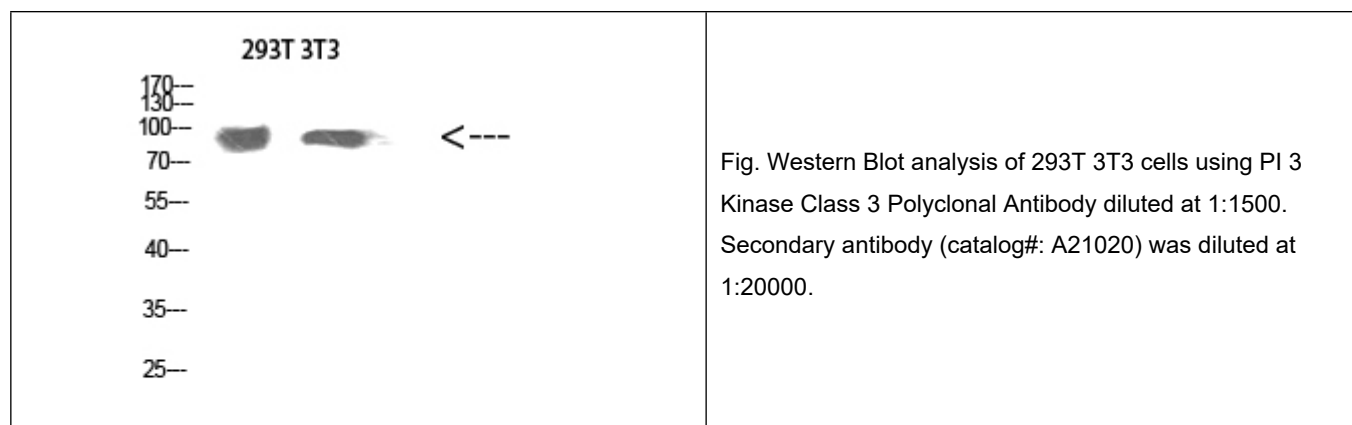 293T 3T3
170---
130---
100---
<---
70---
55---
40---
35---
25---
Fig. Western Blot analysis of 293T 3T3 cells using PI 3
Kinase Class 3 Polyclonal Antibody diluted at 1:1500.
Secondary antibody (catalog#: A21020) was diluted at
1:20000.